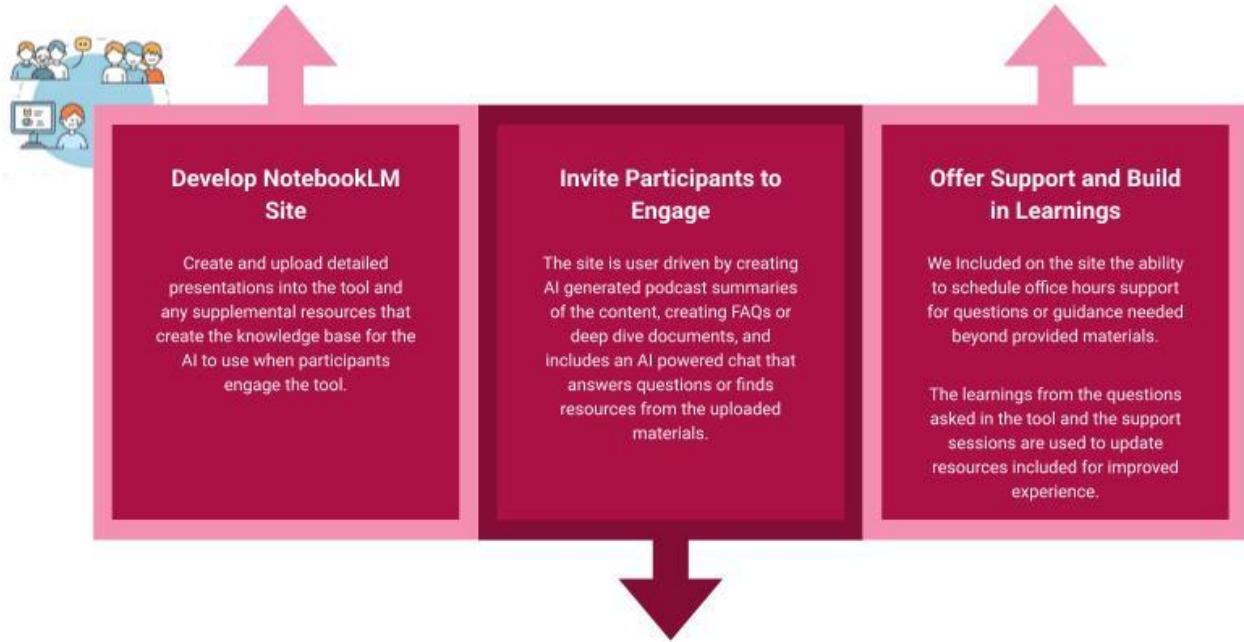 Develop NotebookLM
Site
Create and upload detailed
presentations into the tool and
any supplemental resources that
create the knowledge base for the
AI to use when participants
engage the tool.
Invite Participants to
Engage
The site is user driven by creating
AI generated podcast summaries
of the content, creating FAQs or
deep dive documents, and
includes an AI powered chat that
answers questions or finds
resources from the uploaded
materials.
Offer Support and Build
in Learnings
We Included on the site the ability
to schedule office hours support
for questions or guidance needed
beyond provided materials.
The learnings from the questions
asked in the tool and the support
sessions are used to update
resources included for improved
experience.